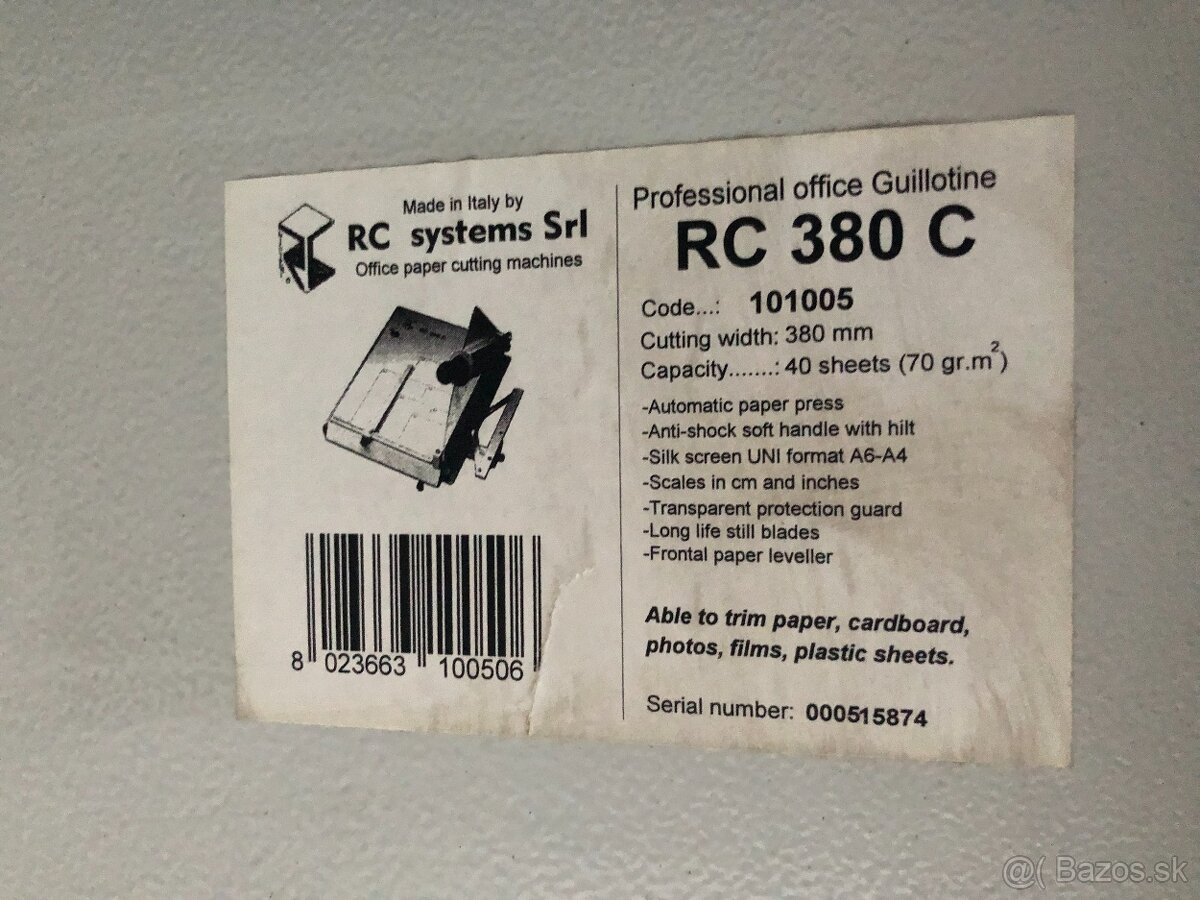 Made in Italy by
RC systems Srl
Office paper cutting machines
8 023663 100506
Professional office Guillotine
RC 380 C
Code...: 101005
Cutting width: 380 mm
Capacity.......: 40 sheets (70 gr.m²)
-Automatic paper press
-Anti-shock soft handle with hilt
-Silk screen UNI format A6-A4
-Scales in cm and inches
-Transparent protection guard
-Long life still blades
-Frontal paper leveller
Able to trim paper, cardboard,
photos, films, plastic sheets.
Serial number: 000515874
@( Bazos.sk